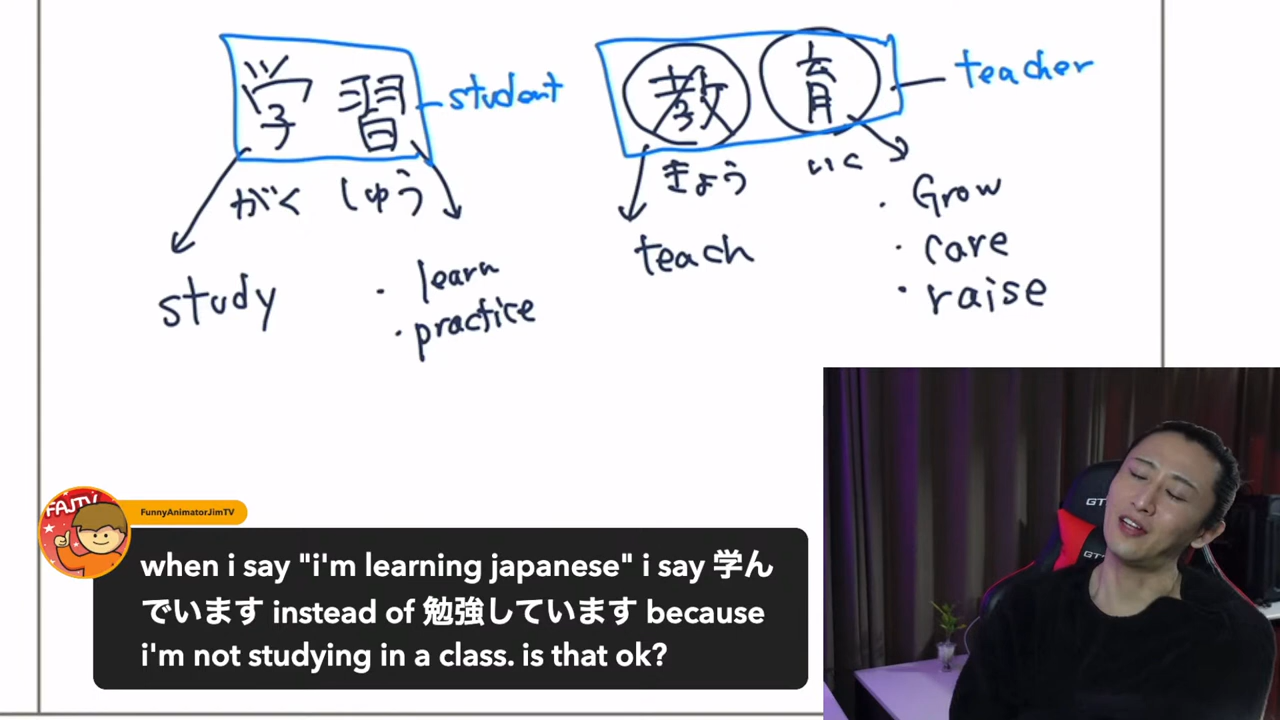 学習 student
がく しゅう
study
・learn
・practice
教育 teacher
きょう いく
teach
・Grow
・care
・raise
FAJTV
FunnyAnimatorJimTV
when i say "i'm learning japanese" i say 学ん
でいます instead of 勉強しています because
i'm not studying in a class. is that ok?
GT
GT